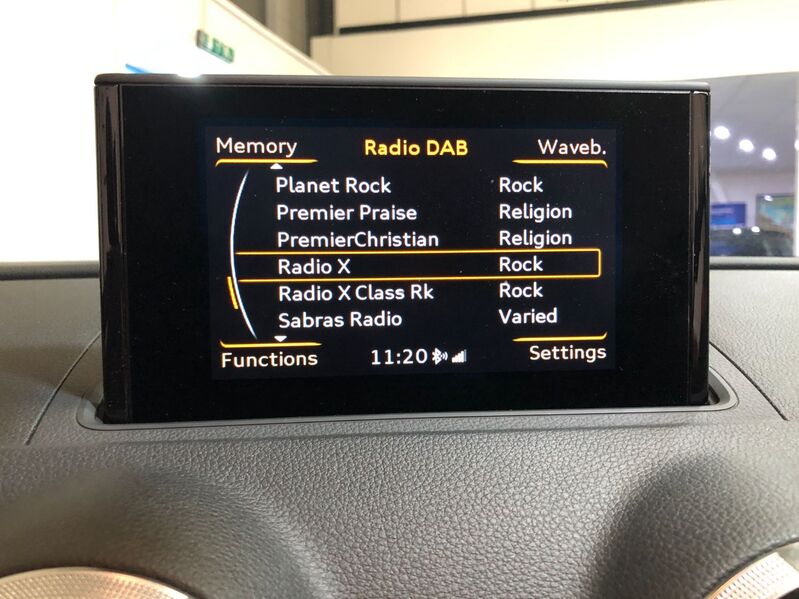 Memory Radio DAB Waveb.
Planet Rock Rock
Premier Praise Religion
PremierChristian Religion
Radio X Rock
Radio X Class Rk Rock
Sabras Radio Varied
Functions 11:20 Settings